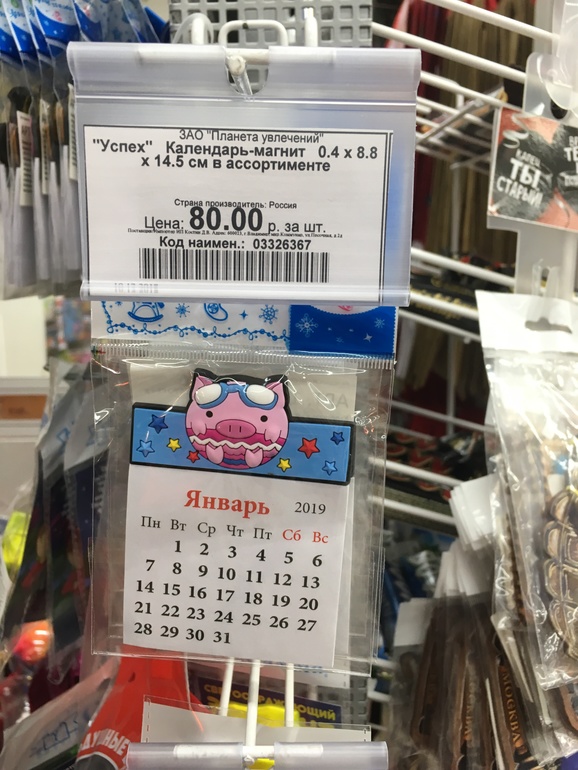 ЗАО "Планета увлечений"
"Успех" Календарь-магнит 0.4 х 8.8
х 14.5 см в ассортименте
Страна производитель: Россия
Цена: 80.00 р. за шт.
Код наимен.: 03326367
ТЫ
СТАРЫЙ
Январь 2019
Пн Вт Ср Чт Пт Сб Вс
1 2 3 4 5 6
7 8 9 10 11 12 13
14 15 16 17 18 19 20
21 22 23 24 25 26 27
28 29 30 31